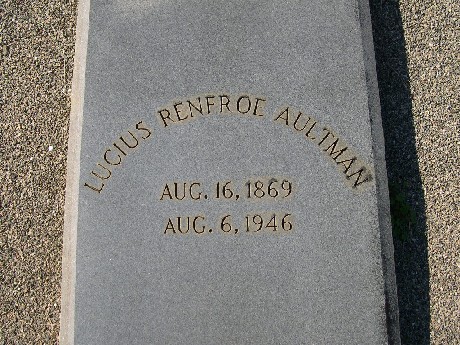 LUCIUS RENFROE AULTMAN
AUG. 16, 1869
AUG. 6, 1946